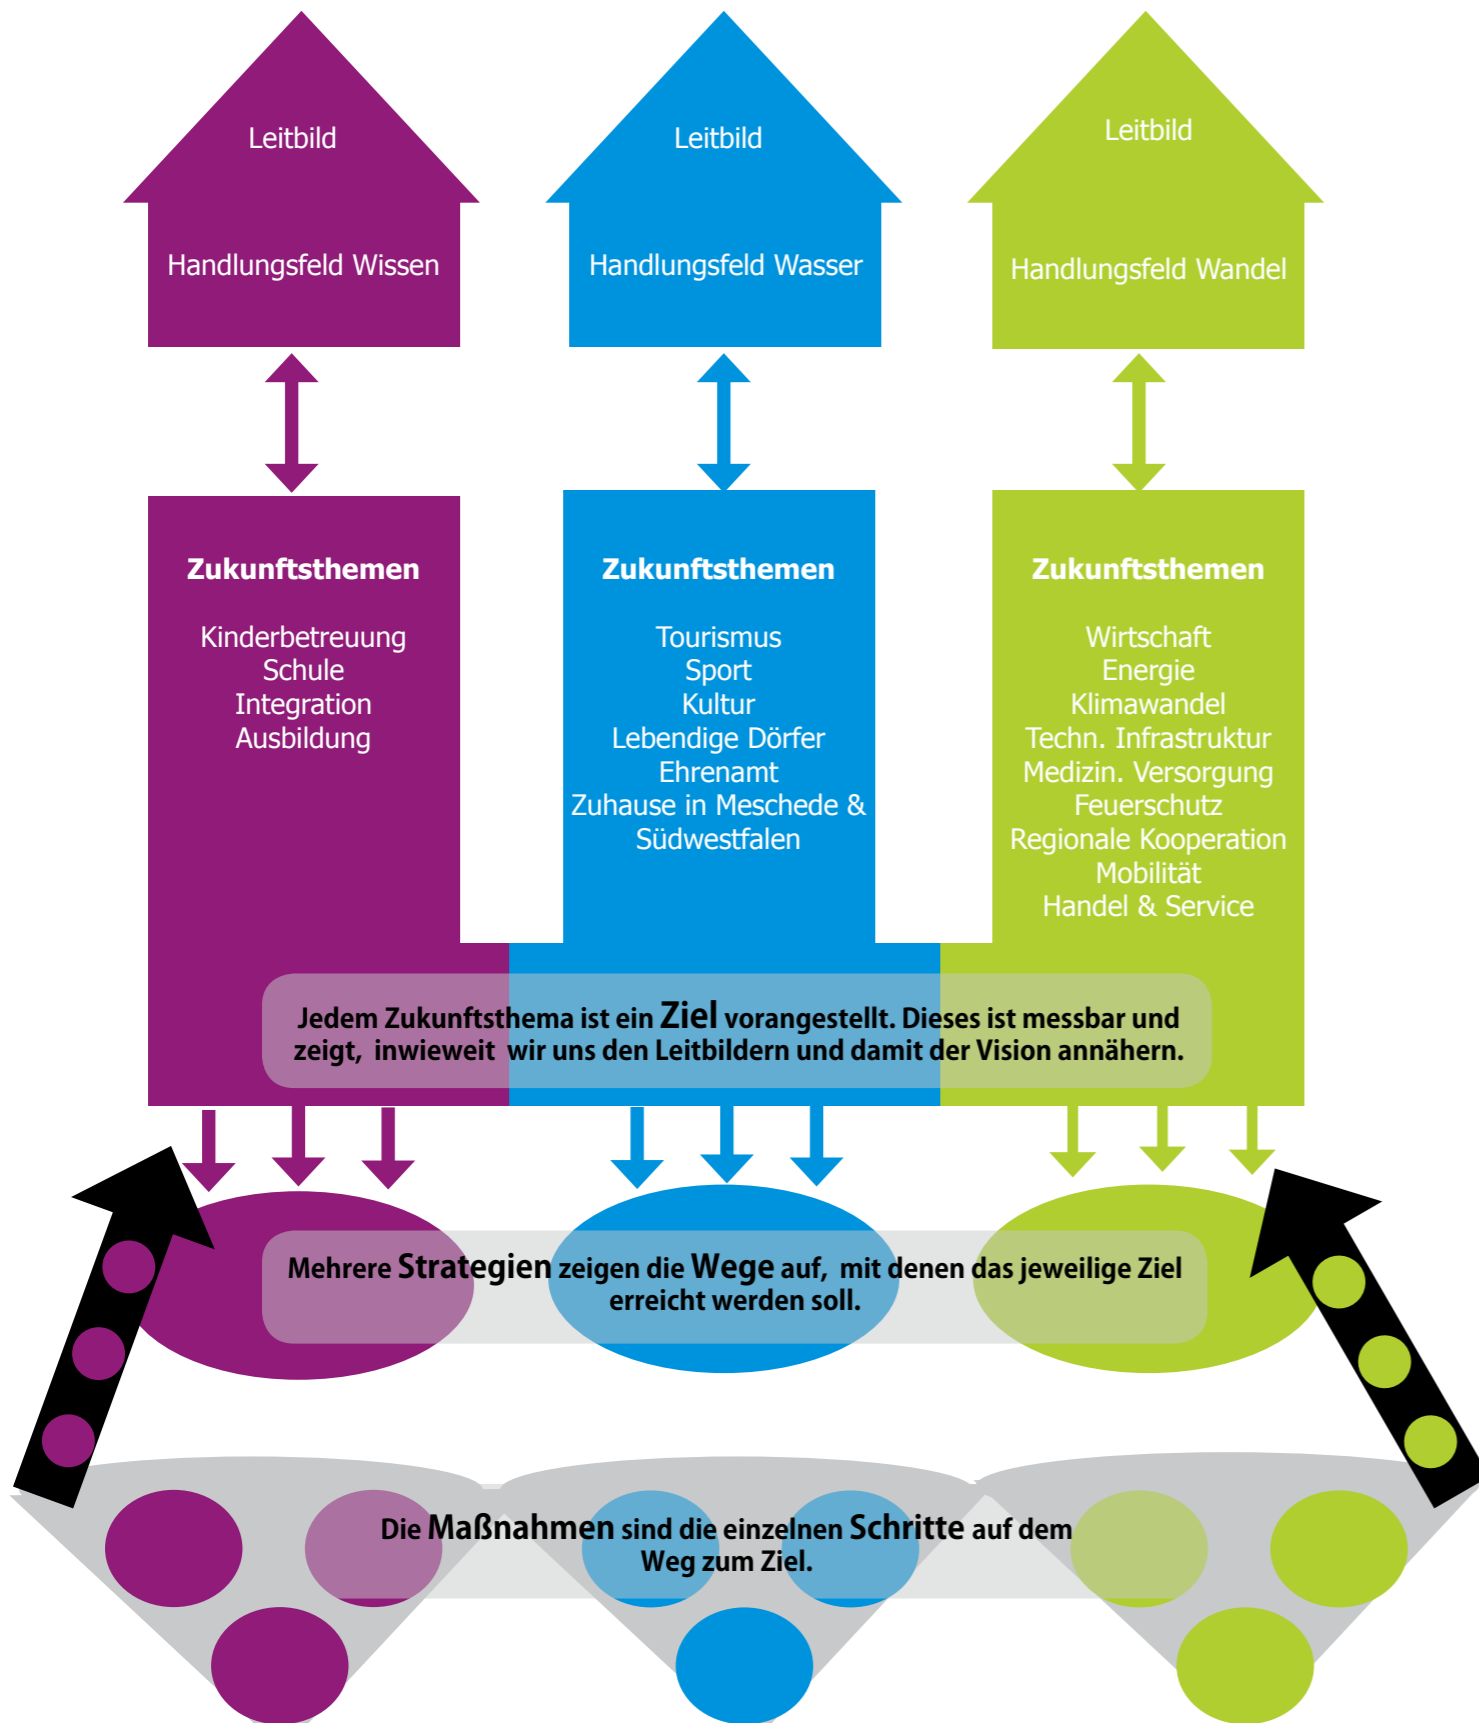 Leitbild
Handlungsfeld Wissen
Leitbild
Handlungsfeld Wasser
Leitbild
Handlungsfeld Wandel
Zukunftsthemen
Kinderbetreuung
Schule
Integration
Ausbildung
Zukunftsthemen
Tourismus
Sport
Kultur
Lebendige Dörfer
Ehrenamt
Zuhause in Meschede &
Südwestfalen
Zukunftsthemen
Wirtschaft
Energie
Klimawandel
Techn. Infrastruktur
Medizin. Versorgung
Feuerschutz
Regionale Kooperation
Mobilität
Handel & Service
Jedem Zukunftsthema ist ein Ziel vorangestellt. Dieses ist messbar und
zeigt, inwieweit wir uns den Leitbildern und damit der Vision annähern.
Mehrere Strategien zeigen die Wege auf, mit denen das jeweilige Ziel
erreicht werden soll.
Die Maßnahmen sind die einzelnen Schritte auf dem
Weg zum Ziel.